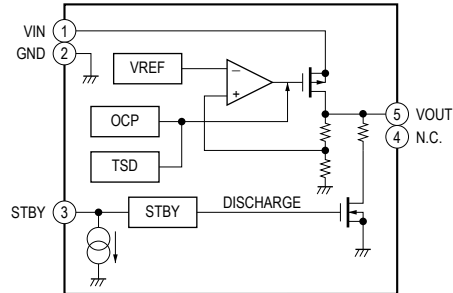 VIN 1
GND 2
VREF
−
+
OCP
TSD
5 VOUT
4 N.C.
STBY 3
STBY
DISCHARGE